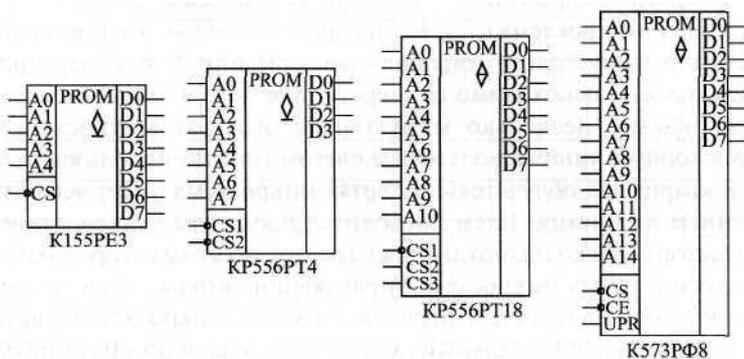 PROM
A0
A1
A2
A3
A4
CS
D0
D1
D2
D3
D4
D5
D6
D7
К155РЕ3
PROM
A0
A1
A2
A3
A4
A5
A6
A7
CS1
CS2
D0
D1
D2
D3
КР556РТ4
PROM
A0
A1
A2
A3
A4
A5
A6
A7
A8
A9
A10
CS1
CS2
CS3
D0
D1
D2
D3
D4
D5
D6
D7
КР556РТ18
PROM
A0
A1
A2
A3
A4
A5
A6
A7
A8
A9
A10
A11
A12
A13
A14
CS
CE
UPR
D0
D1
D2
D3
D4
D5
D6
D7
К573РФ8